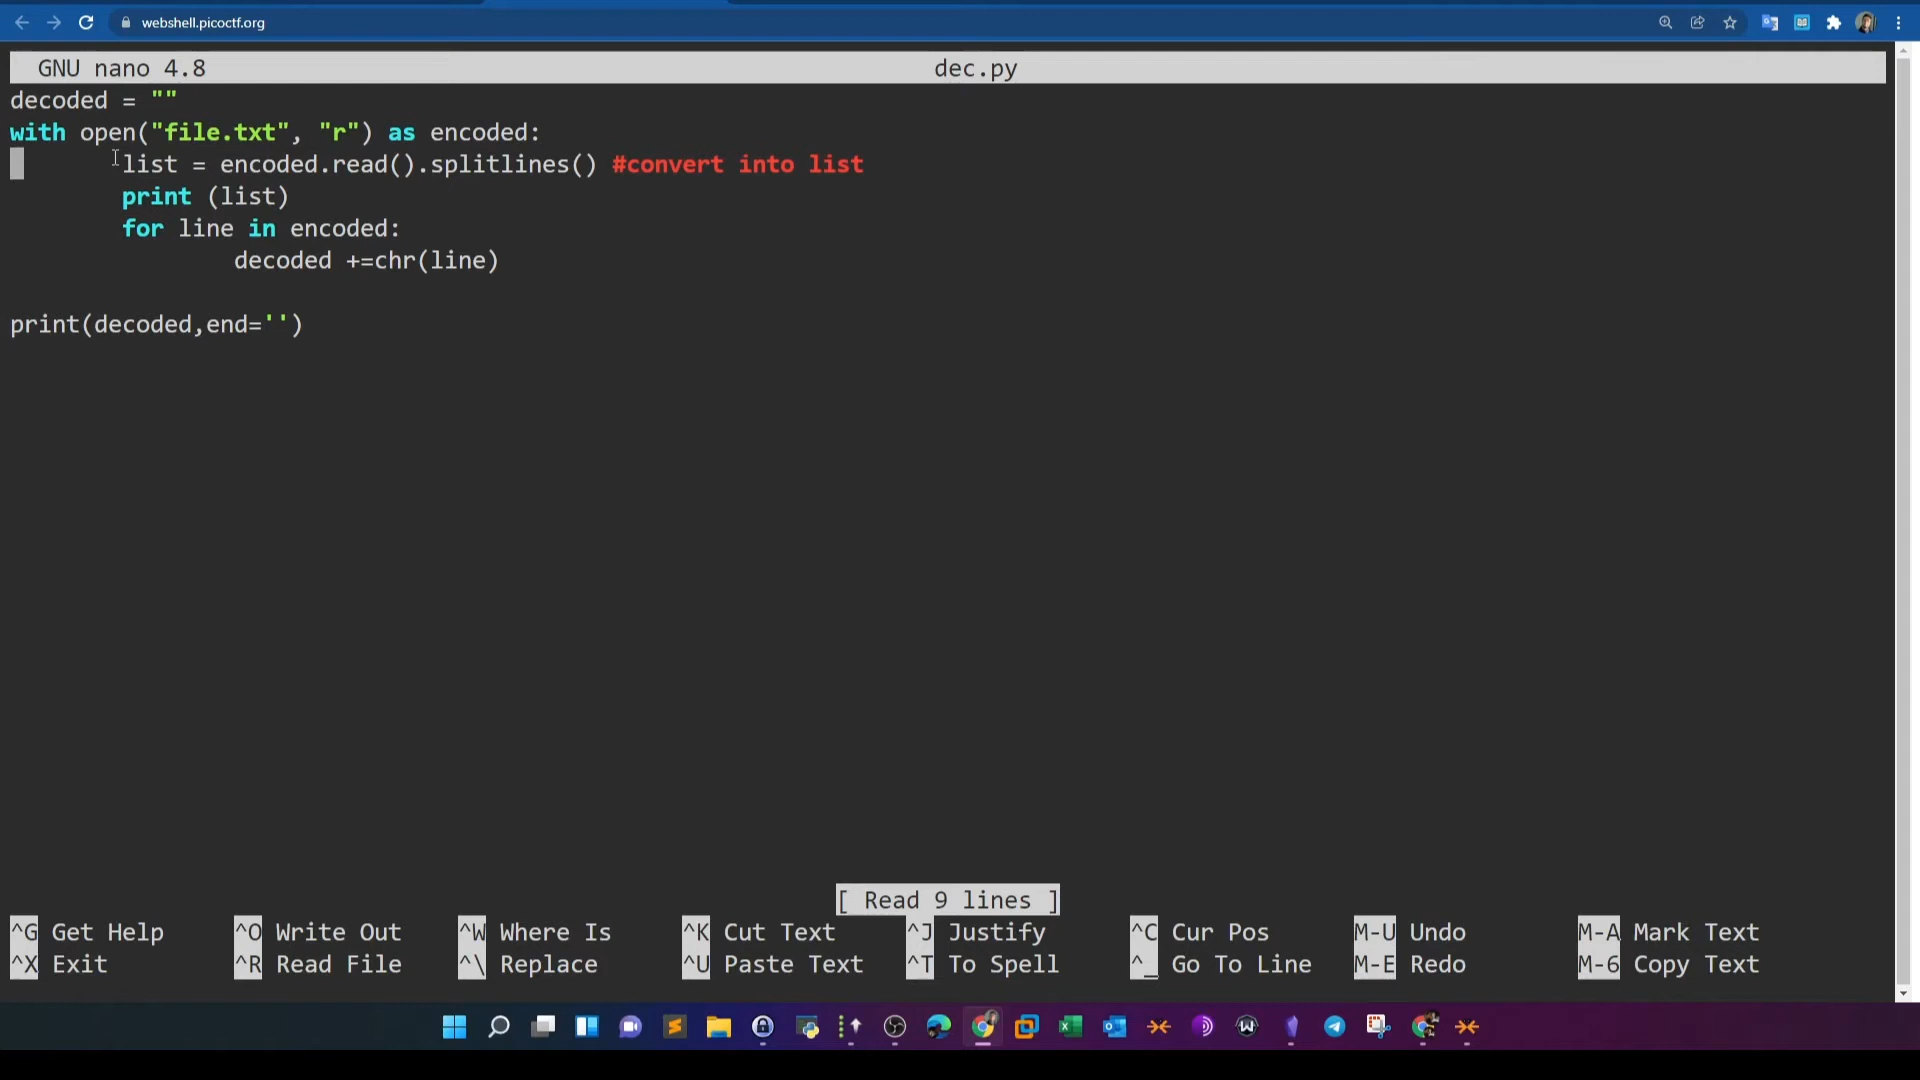 webshell.picoctf.org
GNU nano 4.8 dec.py
decoded = ""
with open("file.txt", "r") as encoded:
        list = encoded.read().splitlines() #convert into list
        print (list)
        for line in encoded:
                decoded +=chr(line)
print(decoded,end='')
[ Read 9 lines ]
^G Get Help ^O Write Out ^W Where Is ^K Cut Text ^J Justify ^C Cur Pos M-U Undo M-A Mark Text
^X Exit ^R Read File ^\ Replace ^U Paste Text ^T To Spell ^_ Go To Line M-E Redo M-6 Copy Text